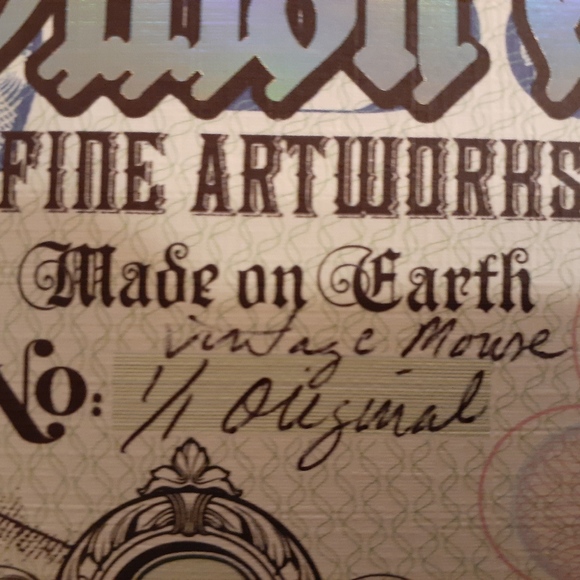 FINE ARTWORKS
Made on Earth
Vintage Mouse
No: 1/1 Original